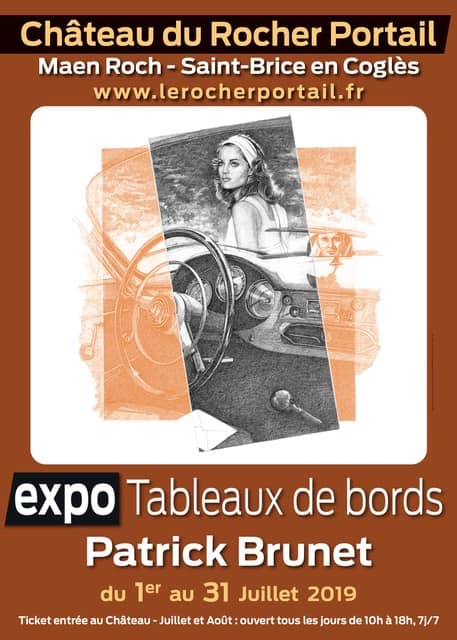 Château du Rocher Portail
Maen Roch - Saint-Brice en Coglès
www.lerocherportail.fr
expo Tableaux de bords
Patrick Brunet
du 1er au 31 Juillet 2019
Ticket entrée au Château - Juillet et Août : ouvert tous les jours de 10h à 18h, 7j/7